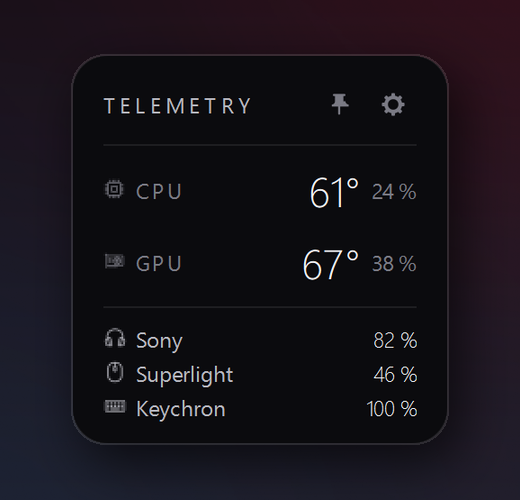 TELEMETRY
CPU 61° 24 %
GPU 67° 38 %
Sony 82 %
Superlight 46 %
Keychron 100 %